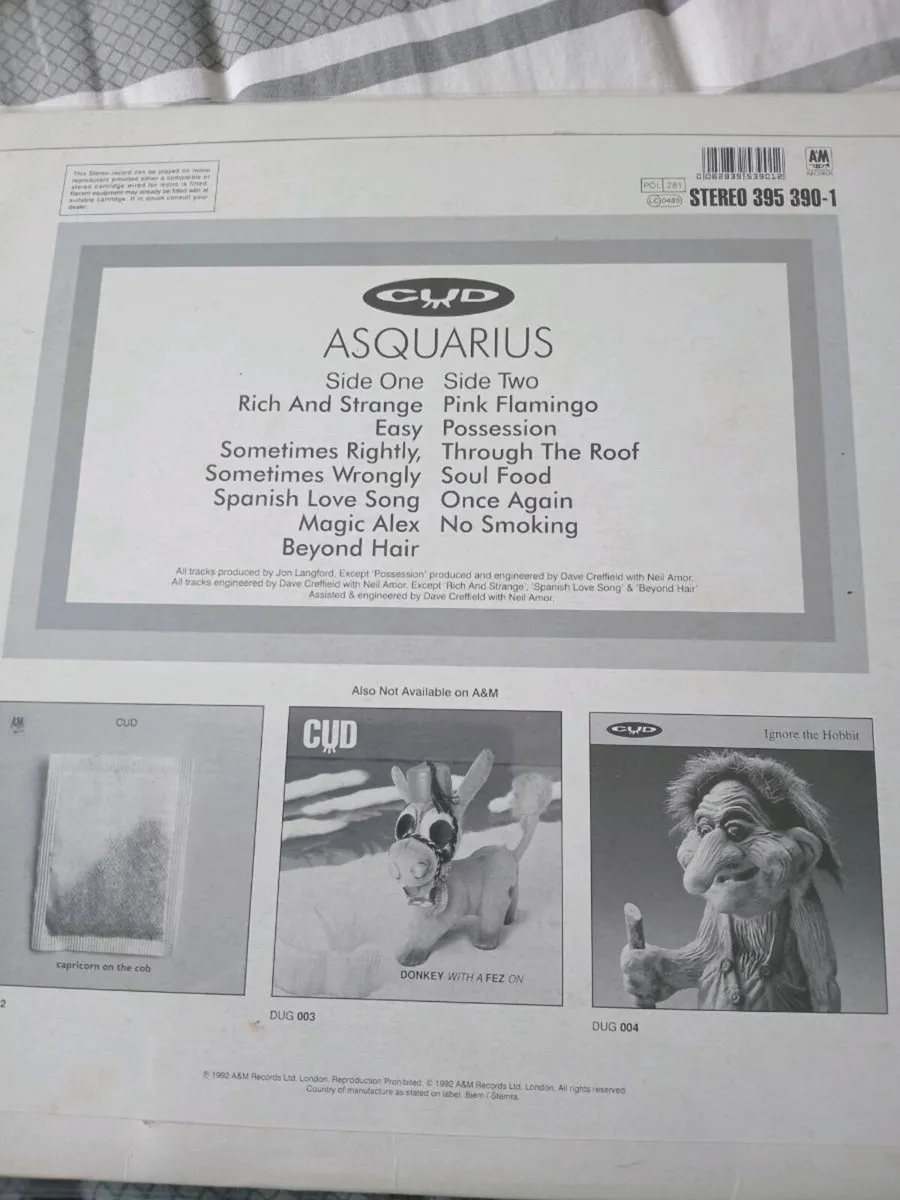 This Stereo record can be played on mono
reproducers provided either a compatible or
stereo cartridge wired for mono is fitted.
Recent equipment may already be fitted with a
suitable cartridge. If in doubt consult your
dealer.
0 082839 539012
AM
RECORDS
POL 281
LC 0485
STEREO 395 390-1
CUD
ASQUARIUS
Side One Side Two
Rich And Strange Pink Flamingo
Easy Possession
Sometimes Rightly, Through The Roof
Sometimes Wrongly Soul Food
Spanish Love Song Once Again
Magic Alex No Smoking
Beyond Hair
All tracks produced by Jon Langford, Except 'Possession' produced and engineered by Dave Creffield with Neil Amor.
All tracks engineered by Dave Creffield with Neil Amor. Except 'Rich And Strange', 'Spanish Love Song' & 'Beyond Hair'
Assisted & engineered by Dave Creffield with Neil Amor.
Also Not Available on A&M
AM
CUD
capricorn on the cob
2
CUD
DONKEY WITH A FEZ ON
DUG 003
CUD
Ignore the Hobbit
DUG 004
℗ 1992 A&M Records Ltd, London. Reproduction Prohibited. © 1992 A&M Records Ltd, London. All rights reserved
Country of manufacture as stated on label. Biem / Stemra.